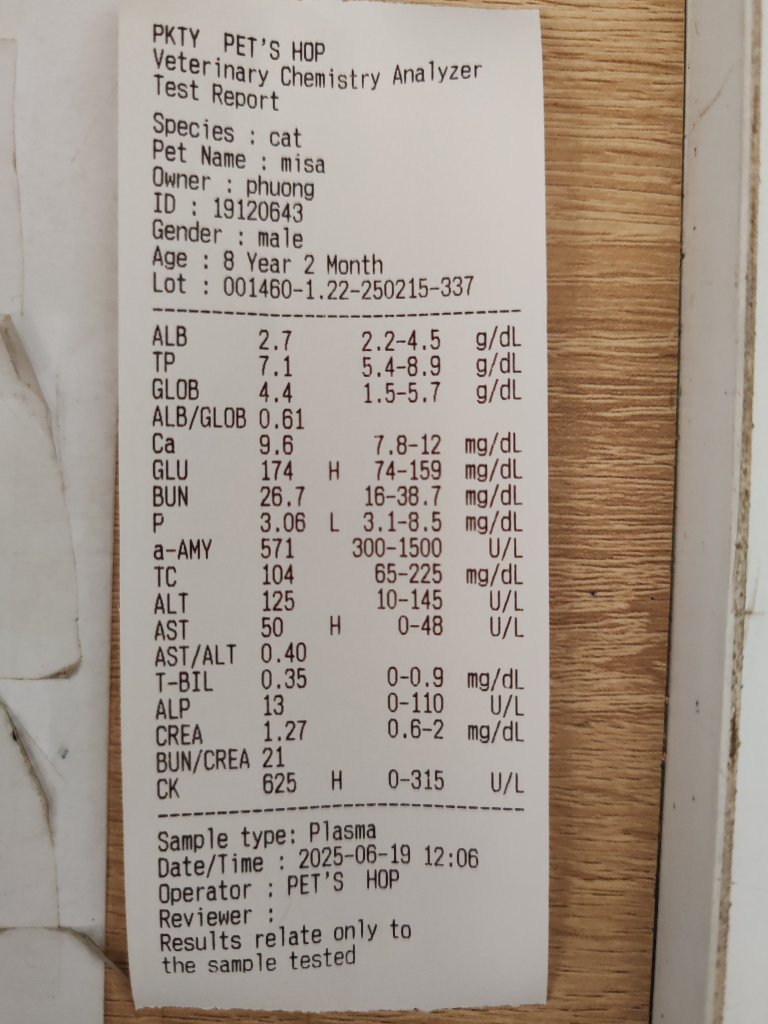 PKTY PET'S HOP
Veterinary Chemistry Analyzer
Test Report
Species : cat
Pet Name : misa
Owner : phuong
ID : 19120643
Gender : male
Age : 8 Year 2 Month
Lot : 001460-1.22-250215-337
--------------------------------
ALB 2.7 2.2-4.5 g/dL
TP 7.1 5.4-8.9 g/dL
GLOB 4.4 1.5-5.7 g/dL
ALB/GLOB 0.61
Ca 9.6 7.8-12 mg/dL
GLU 174 H 74-159 mg/dL
BUN 26.7 16-38.7 mg/dL
P 3.06 L 3.1-8.5 mg/dL
a-AMY 571 300-1500 U/L
TC 104 65-225 mg/dL
ALT 125 10-145 U/L
AST 50 H 0-48 U/L
AST/ALT 0.40
T-BIL 0.35 0-0.9 mg/dL
ALP 13 0-110 U/L
CREA 1.27 0.6-2 mg/dL
BUN/CREA 21
CK 625 H 0-315 U/L
--------------------------------
Sample type: Plasma
Date/Time : 2025-06-19 12:06
Operator : PET'S HOP
Reviewer :
Results relate only to
the sample tested